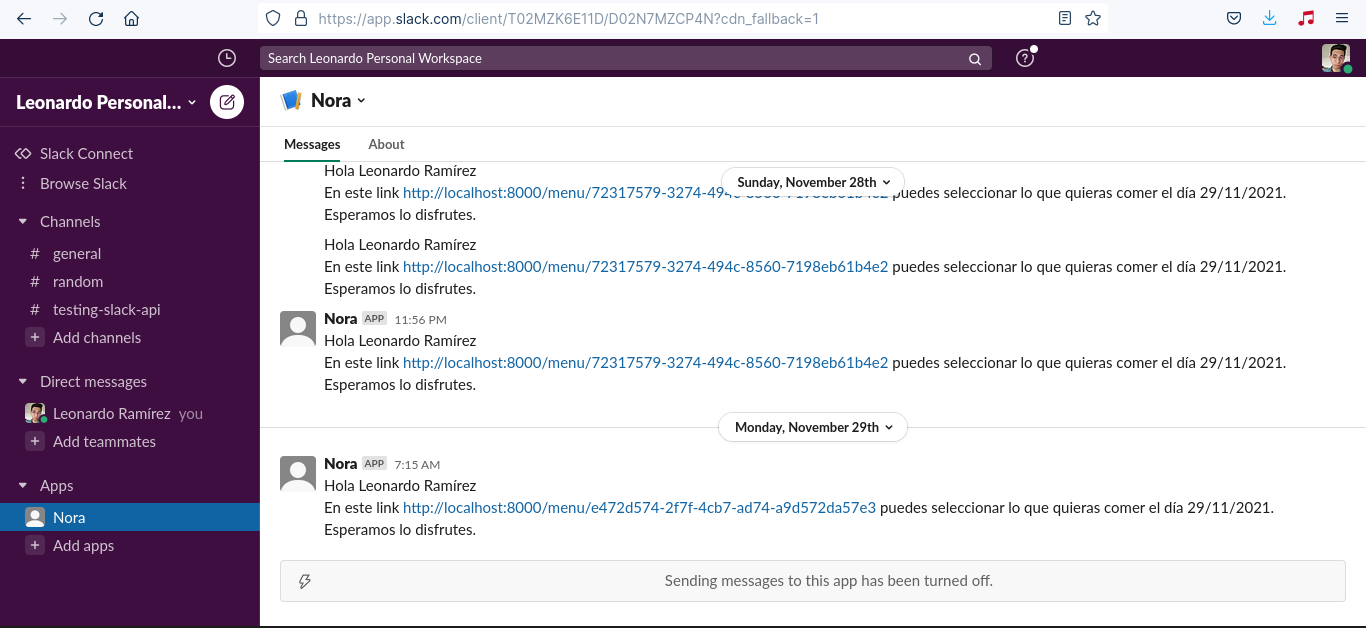 https://app.slack.com/client/T02MZK6E11D/D02N7MZCP4N?cdn_fallback=1
Search Leonardo Personal Workspace
Leonardo Personal...
Slack Connect
Browse Slack
Channels
# general
# random
# testing-slack-api
+ Add channels
Direct messages
Leonardo Ramírez you
+ Add teammates
Apps
Nora
+ Add apps
Nora
Messages About
Hola Leonardo Ramírez
Sunday, November 28th
En este link http://localhost:8000/menu/72317579-3274-494c-8560-7198eb61b4e2 puedes seleccionar lo que quieras comer el día 29/11/2021.
Esperamos lo disfrutes.
Hola Leonardo Ramírez
En este link http://localhost:8000/menu/72317579-3274-494c-8560-7198eb61b4e2 puedes seleccionar lo que quieras comer el día 29/11/2021.
Esperamos lo disfrutes.
Nora APP 11:56 PM
Hola Leonardo Ramírez
En este link http://localhost:8000/menu/72317579-3274-494c-8560-7198eb61b4e2 puedes seleccionar lo que quieras comer el día 29/11/2021.
Esperamos lo disfrutes.
Monday, November 29th
Nora APP 7:15 AM
Hola Leonardo Ramírez
En este link http://localhost:8000/menu/e472d574-2f7f-4cb7-ad74-a9d572da57e3 puedes seleccionar lo que quieras comer el día 29/11/2021.
Esperamos lo disfrutes.
Sending messages to this app has been turned off.